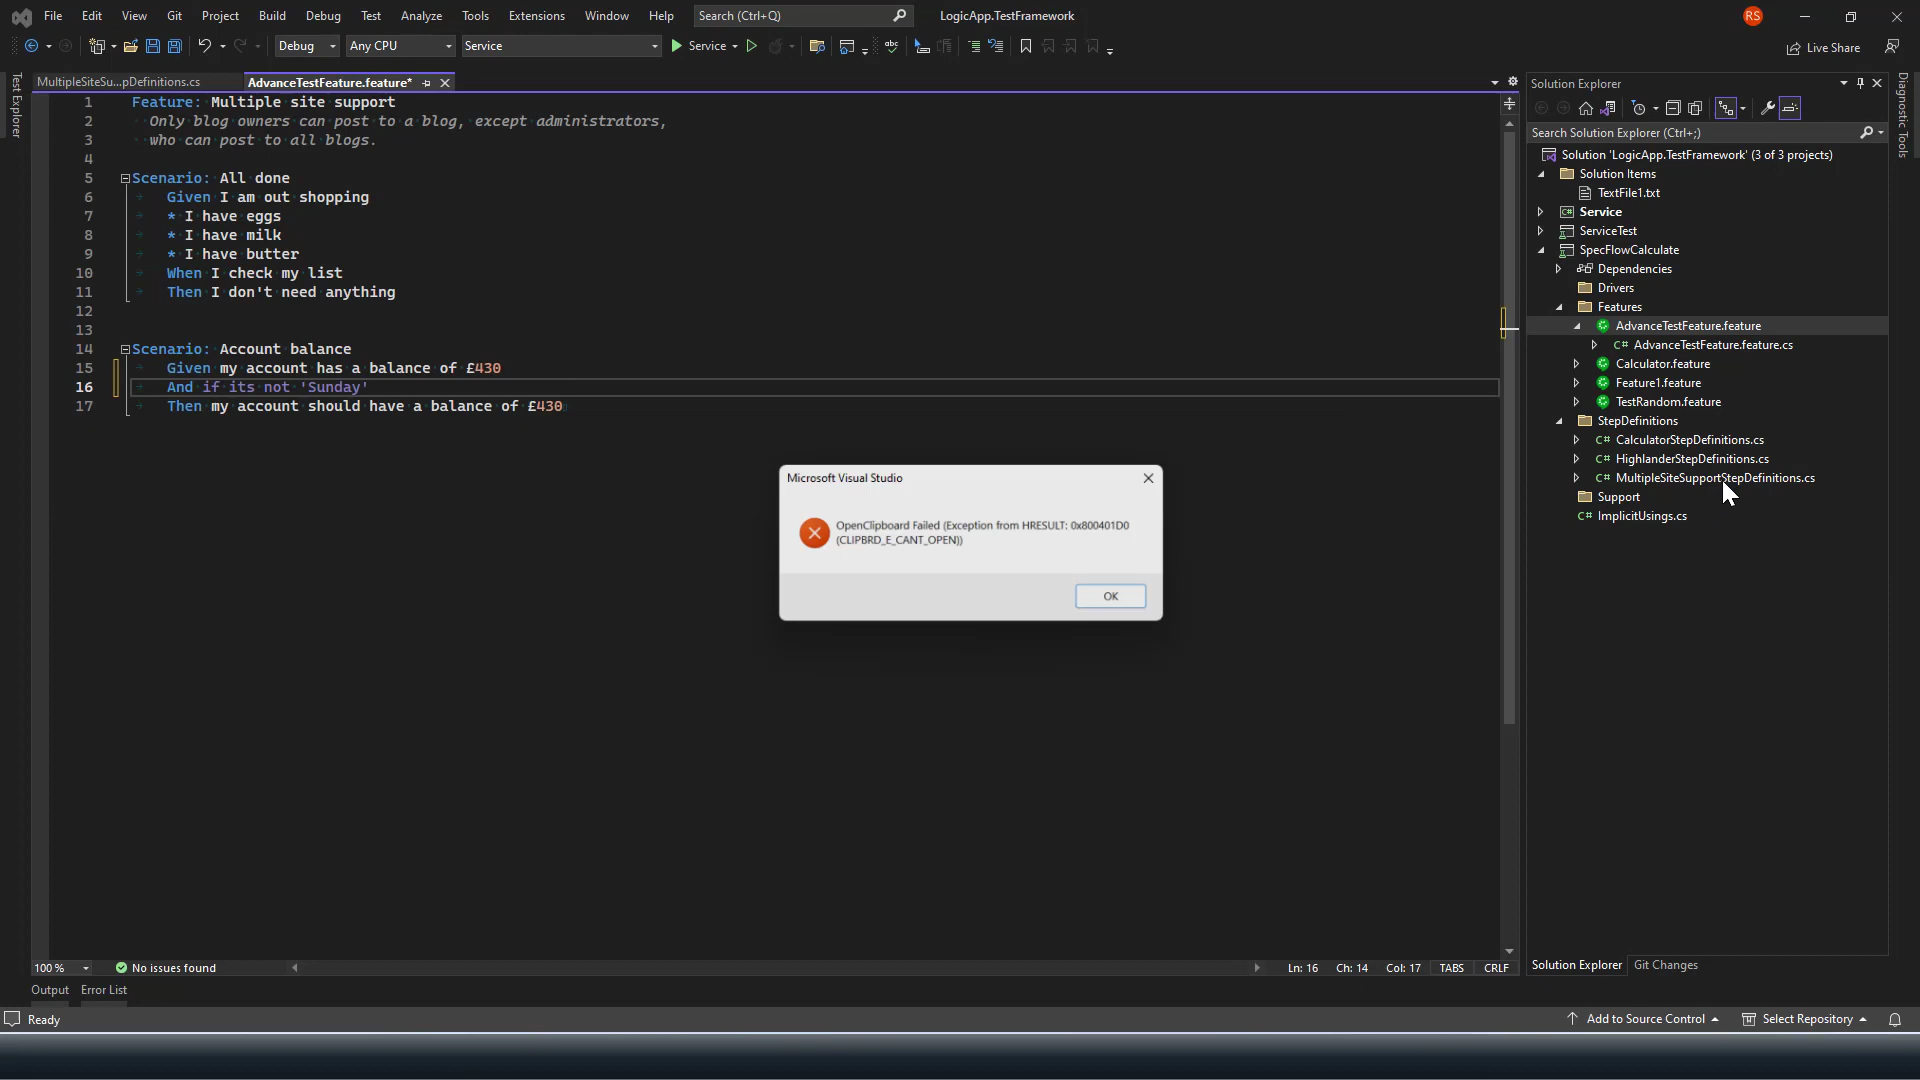 File Edit View Git Project Build Debug Test Analyze Tools Extensions Window Help Search (Ctrl+Q) LogicApp.TestFramework RS
Debug Any CPU Service Service abc Live Share
Test Explorer
MultipleSiteSu...pDefinitions.cs AdvanceTestFeature.feature*
1 Feature: Multiple site support
2 Only blog owners can post to a blog, except administrators,
3 who can post to all blogs.
4
5 Scenario: All done
6 Given I am out shopping
7 * I have eggs
8 * I have milk
9 * I have butter
10 When I check my list
11 Then I don't need anything
12
13
14 Scenario: Account balance
15 Given my account has a balance of £430
16 And if its not 'Sunday'
17 Then my account should have a balance of £430
Microsoft Visual Studio
OpenClipboard Failed (Exception from HRESULT: 0x800401D0
(CLIPBRD_E_CANT_OPEN))
OK
Solution Explorer
Search Solution Explorer (Ctrl+;)
Solution 'LogicApp.TestFramework' (3 of 3 projects)
Solution Items
TextFile1.txt
C# Service
ServiceTest
SpecFlowCalculate
Dependencies
Drivers
Features
AdvanceTestFeature.feature
C# AdvanceTestFeature.feature.cs
Calculator.feature
Feature1.feature
TestRandom.feature
StepDefinitions
C# CalculatorStepDefinitions.cs
C# HighlanderStepDefinitions.cs
C# MultipleSiteSupportStepDefinitions.cs
Support
C# ImplicitUsings.cs
Diagnostic Tools
100 % No issues found Ln: 16 Ch: 14 Col: 17 TABS CRLF
Solution Explorer Git Changes
Output Error List
Ready Add to Source Control Select Repository